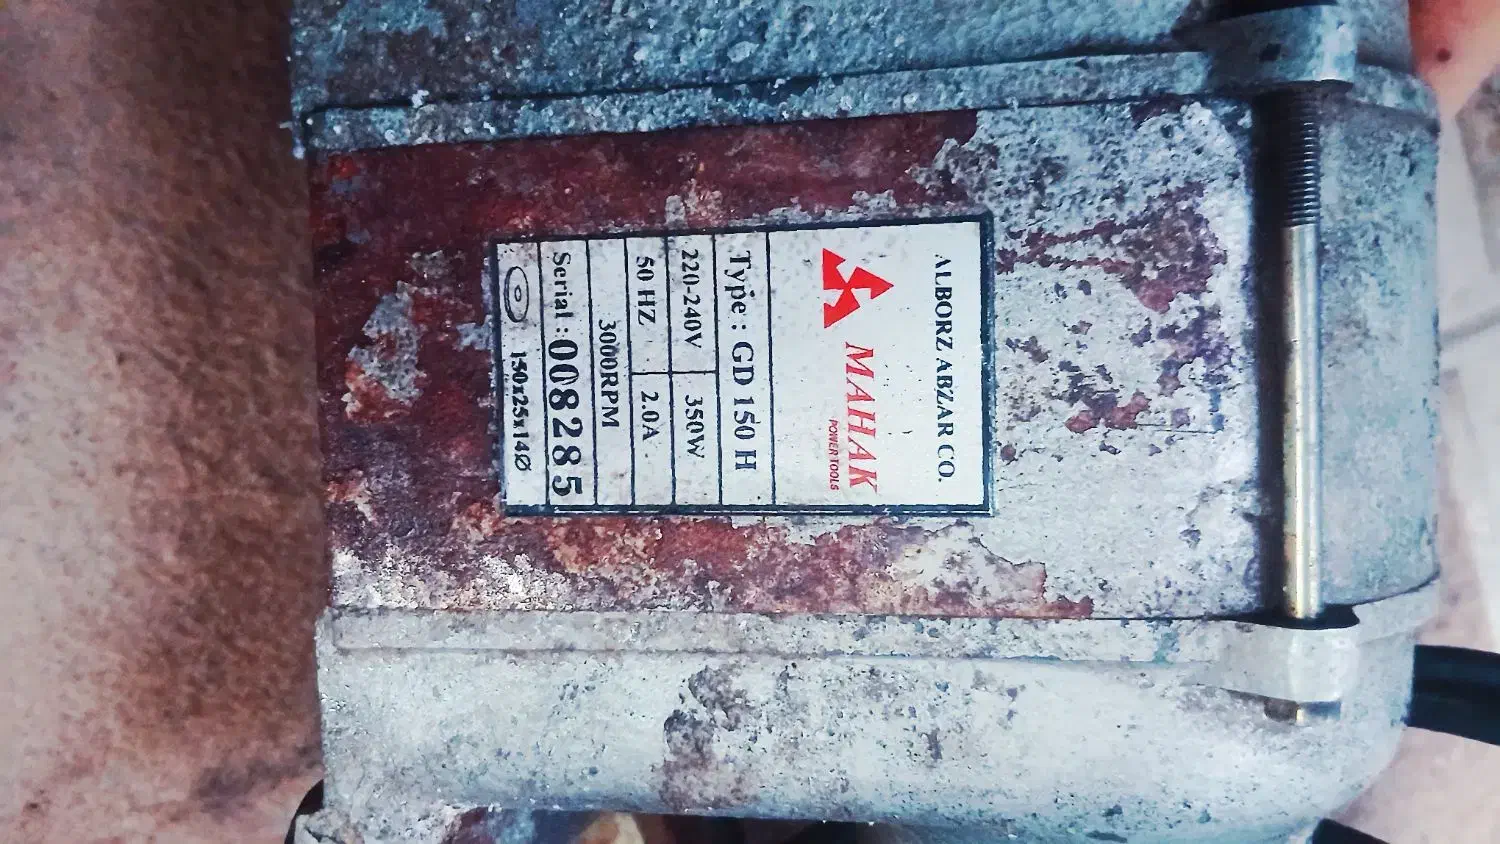 ALBORZ ABZAR CO.
MAHAK
POWER TOOLS
Type : GD 150 H
220-240V 350W
50 HZ 2.0A
3000RPM
Serial : 008285
150x25x14Ø